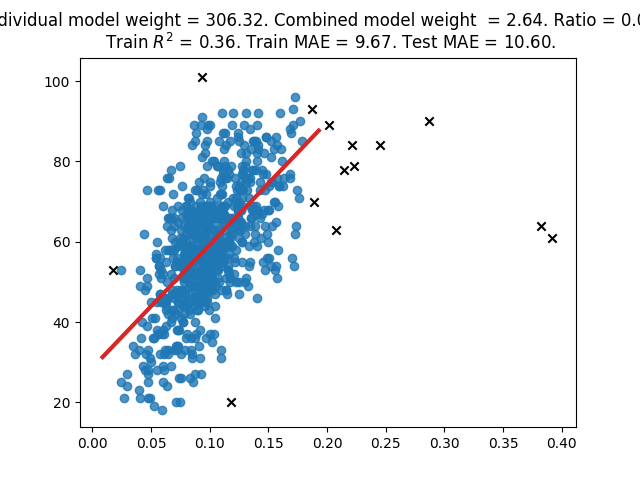 dividual model weight = 306.32. Combined model weight  = 2.64. Ratio = 0.0
Train R² = 0.36. Train MAE = 9.67. Test MAE = 10.60.
100
80
60
40
20
0.00 0.05 0.10 0.15 0.20 0.25 0.30 0.35 0.40